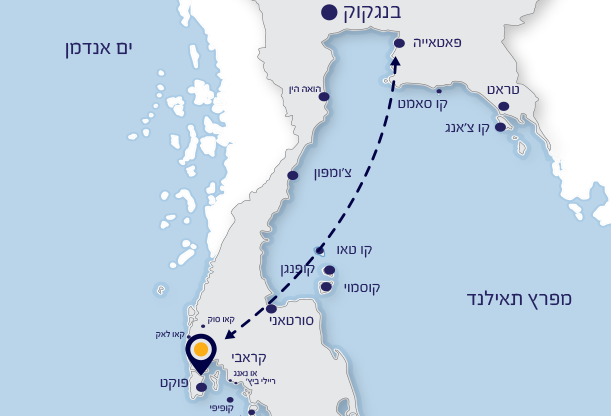 בנגקוק
פאטאייה
ים אנדמן
הואה הין
טראט
קו סאמט
קו צ'אנג
צ'ומפון
קו טאו
קופנגן
קוסמוי
מפרץ תאילנד
סורטאני
קאו סוק
קאו לאק
קראבי
או נאנג
ריילי ביץ'
פוקט
קופיפי